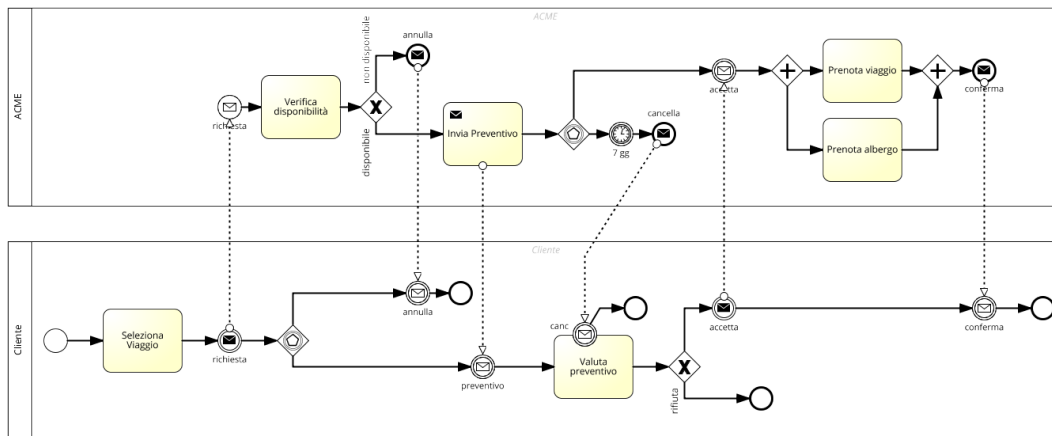 ACME
ACME
non disponibile
annulla
richiesta
Verifica
disponibilità
disponibile
Invia Preventivo
7 gg
cancella
accetta
Prenota viaggio
Prenota albergo
conferma
Cliente
Cliente
Seleziona
Viaggio
richiesta
annulla
preventivo
canc
Valuta
preventivo
rifiuta
accetta
conferma